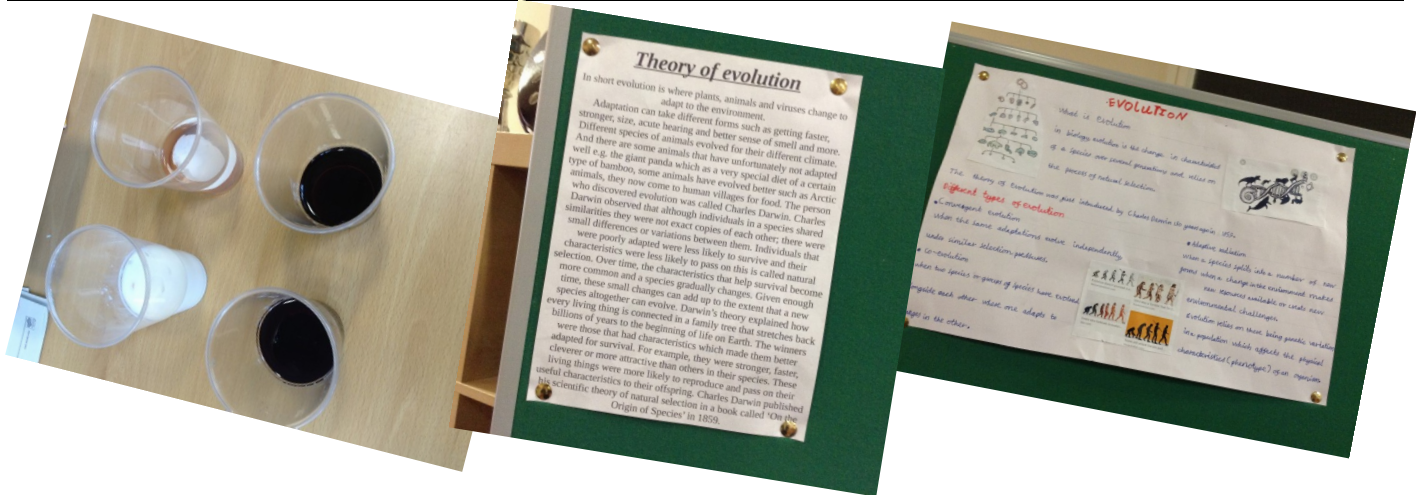 Theory of evolution
In short evolution is where plants, animals and viruses change to
adapt to the environment.
Adaptation can take different forms such as getting faster,
stronger, size, acute hearing and better sense of smell and more.
Different species of animals evolved for their different climate.
And there are some animals that have unfortunately not adapted
well e.g. the giant panda which as a very special diet of a certain
type of bamboo, some animals have evolved better such as Arctic
animals, they now come to human villages for food. The person
who discovered evolution was called Charles Darwin. Charles
Darwin observed that although individuals in a species shared
similarities they were not exact copies of each other; there were
small differences or variations between them. Individuals that
were poorly adapted were less likely to survive and their
characteristics were less likely to pass on this is called natural
selection. Over time, the characteristics that help survival become
more common and a species gradually changes. Given enough
time, these small changes can add up to the extent that a new
species altogether can evolve. Darwin's theory explained how
every living thing is connected in a family tree that stretches back
billions of years to the beginning of life on Earth. The winners
were those that had characteristics which made them better
adapted for survival. For example, they were stronger, faster,
cleverer or more attractive than others in their species. These
living things were more likely to reproduce and pass on their
useful characteristics to their offspring. Charles Darwin published
his scientific theory of natural selection in a book called 'On the
Origin of Species' in 1859.
EVOLUTION
What is Evolution
in biology, evolution is the change in characteristics
of a species over several generations and relies on
the process of natural selection.
The theory of Evolution was first introduced by Charles Darwin
Different types of evolution
• Convergent evolution
when the same adaptations evolve independently
under similar selection pressures.
• co-evolution
when two species or groups of species have evolved
alongside each other where one adapts to
changes in the other.
• Adaptive radiation
when a species splits into a number of new
forms when a change in the environment makes
new resources available or creates new
environmental challenges.
evolution relies on there being genetic variation
in a population which affects the physical
characteristics (phenotype) of an organism